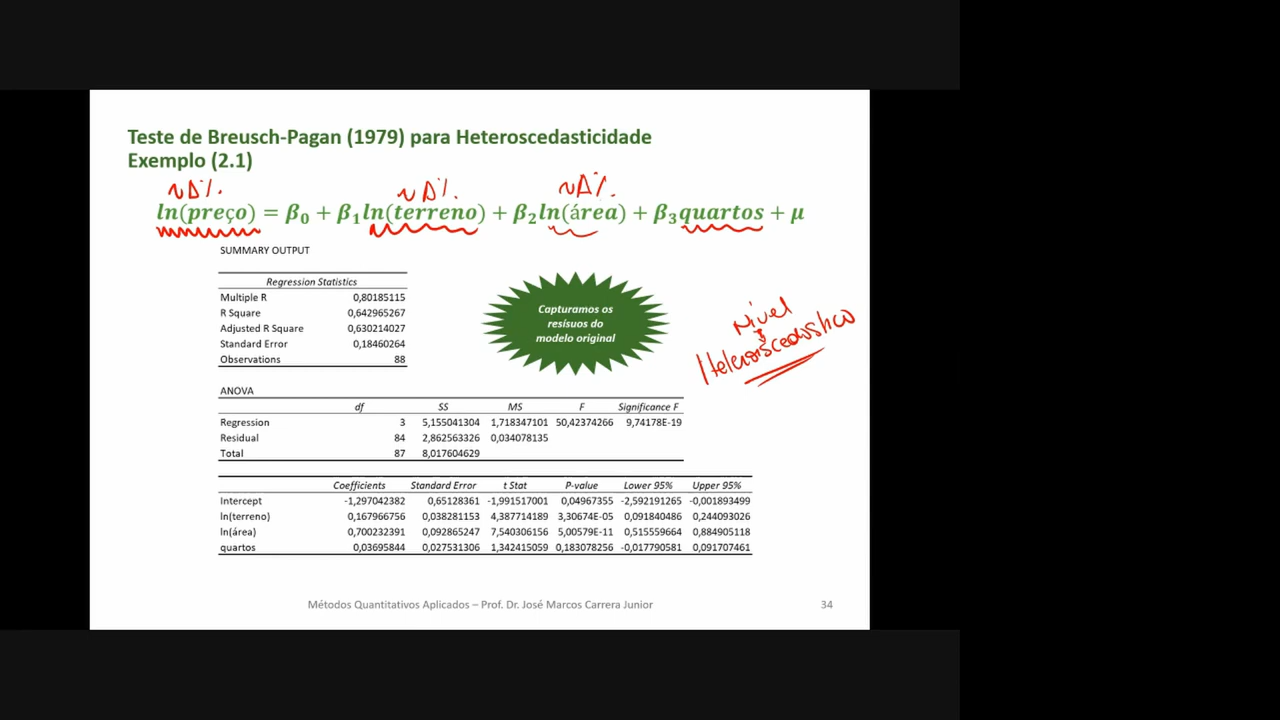 Teste de Breusch-Pagan (1979) para Heteroscedasticidade
Exemplo (2.1)
~Δ%. ~Δ%. ~Δ%.
ln(preço) = β₀ + β₁ln(terreno) + β₂ln(área) + β₃quartos + μ
SUMMARY OUTPUT
Regression Statistics
Multiple R 0,80185115
R Square 0,642965267
Adjusted R Square 0,630214027
Standard Error 0,18460264
Observations 88
Capturamos os
resísuos do
modelo original
Nível
Heteroscedástico
ANOVA
df SS MS F Significance F
Regression 3 5,155041304 1,718347101 50,42374266 9,74178E-19
Residual 84 2,862563326 0,034078135
Total 87 8,017604629
Coefficients Standard Error t Stat P-value Lower 95% Upper 95%
Intercept -1,297042382 0,65128361 -1,991517001 0,04967355 -2,592191265 -0,001893499
ln(terreno) 0,167966756 0,038281153 4,387714189 3,30674E-05 0,091840486 0,244093026
ln(área) 0,700232391 0,092865247 7,540306156 5,00579E-11 0,515559664 0,884905118
quartos 0,03695844 0,027531306 1,342415059 0,183078256 -0,017790581 0,091707461
Métodos Quantitativos Aplicados – Prof. Dr. José Marcos Carrera Junior
34